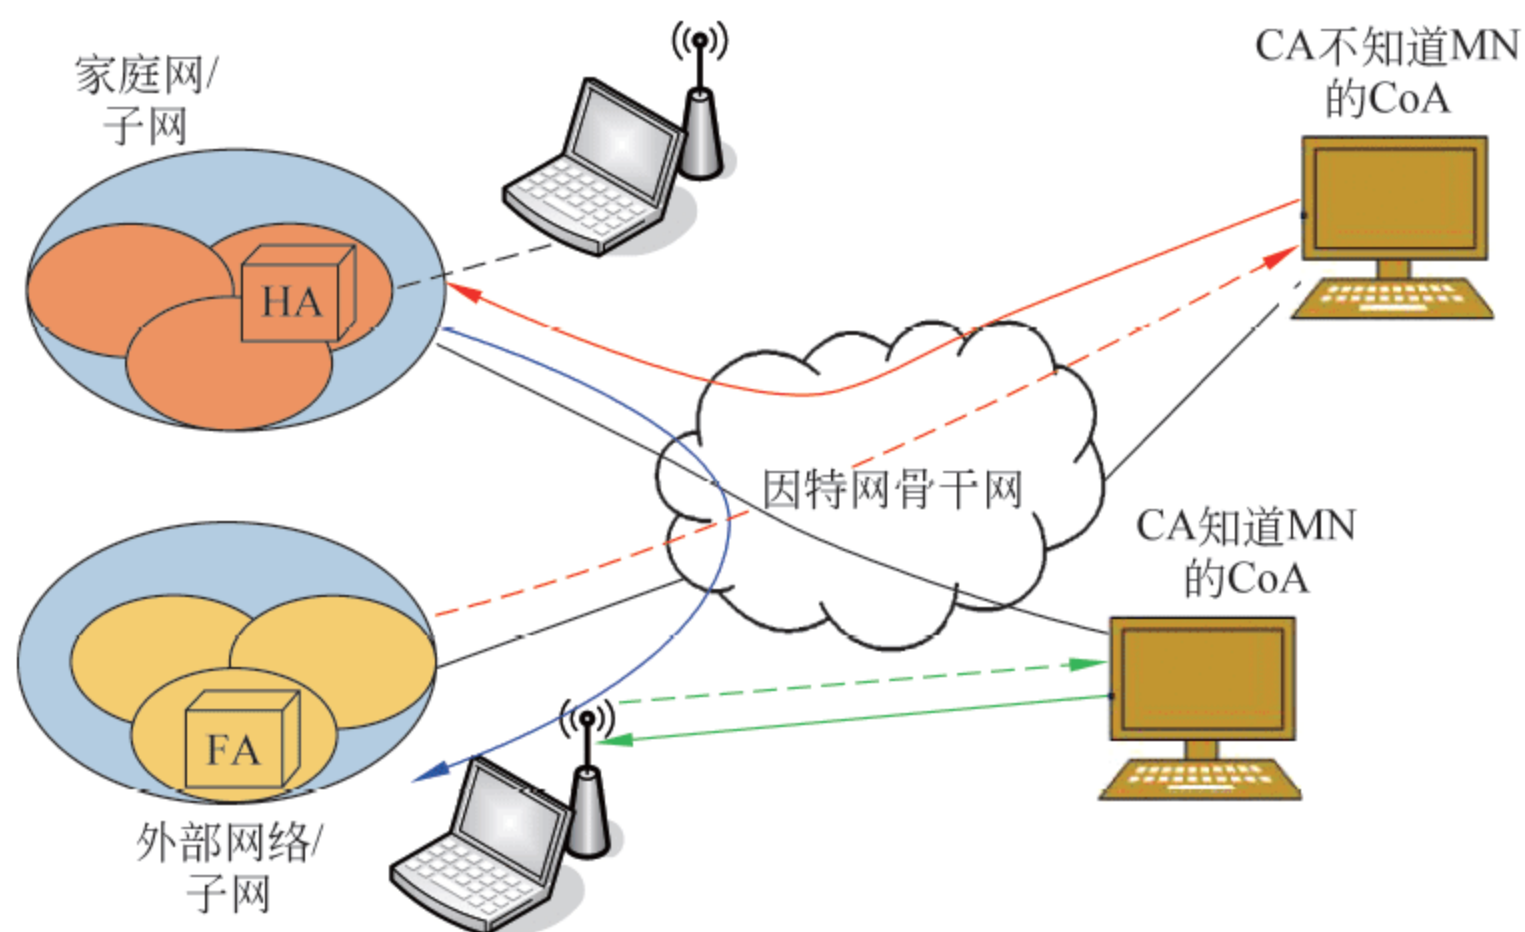 家庭网/
子网
CA不知道MN
的CoA
HA
因特网骨干网
CA知道MN
的CoA
FA
外部网络/
子网